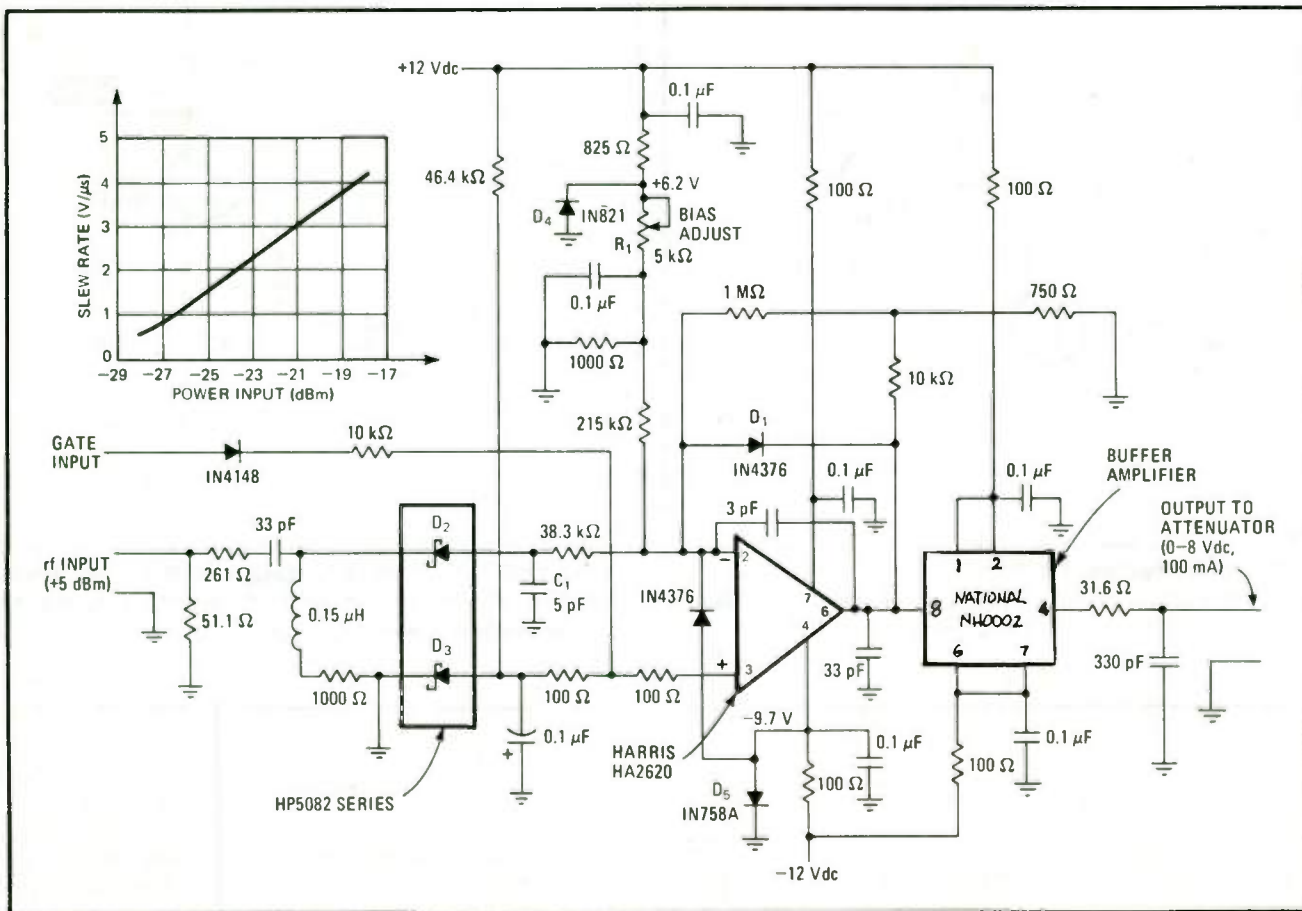 +12 Vdc
0.1 μF
825 Ω
46.4 kΩ
+6.2 V
D4
IN821
BIAS
ADJUST
R1
5 kΩ
100 Ω
100 Ω
0.1 μF
1000 Ω
1 MΩ
750 Ω
10 kΩ
215 kΩ
SLEW RATE (V/μs)
5
4
3
2
1
0
−29
−27
−25
−23
−21
−19
−17
POWER INPUT (dBm)
GATE
INPUT
IN4148
10 kΩ
D1
IN4376
0.1 μF
BUFFER
AMPLIFIER
0.1 μF
OUTPUT TO
ATTENUATOR
(0–8 Vdc,
100 mA)
rf INPUT
(+5 dBm)
33 pF
261 Ω
51.1 Ω
0.15 μH
1000 Ω
D2
D3
HP5082 SERIES
38.3 kΩ
C1
5 pF
IN4376
3 pF
−
2
+
3
7
6
4
100 Ω
100 Ω
0.1 μF
+
HARRIS
HA2620
33 pF
−9.7 V
0.1 μF
100 Ω
D5
IN758A
−12 Vdc
1
2
8
NATIONAL
NH0002
4
6
7
31.6 Ω
330 pF
0.1 μF
100 Ω